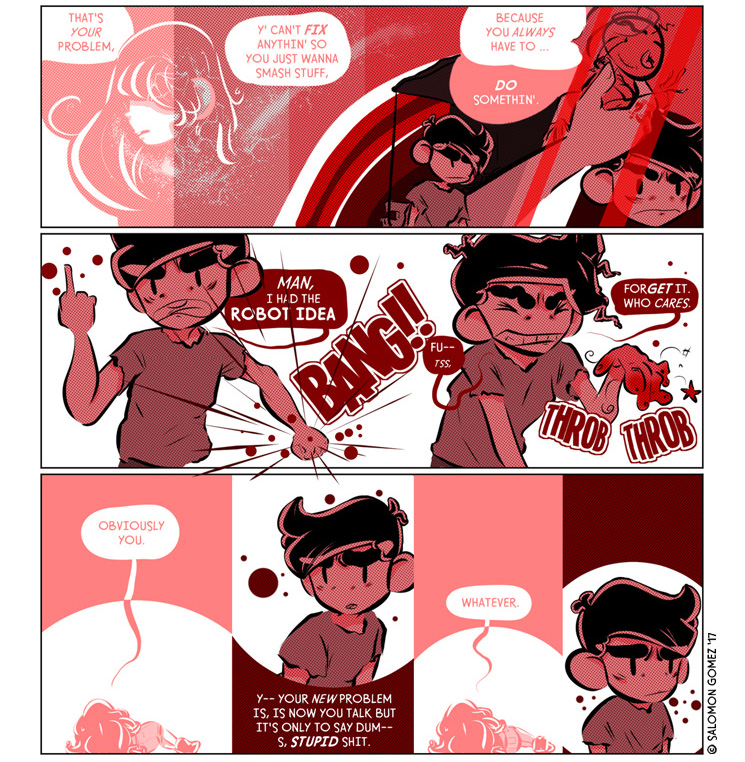 THAT'S
YOUR
PROBLEM,
Y' CAN'T FIX
ANYTHIN' SO
YOU JUST WANNA
SMASH STUFF,
BECAUSE
YOU ALWAYS
HAVE TO ...
DO
SOMETHIN'.
MAN,
I HAD THE
ROBOT IDEA
BANG!!
FU--
TSS,
FORGET IT.
WHO CARES.
THROB
THROB
OBVIOUSLY
YOU.
Y-- YOUR NEW PROBLEM
IS, IS NOW YOU TALK BUT
IT'S ONLY TO SAY DUM--
S, STUPID SHIT.
WHATEVER.
© SALOMON GOMEZ '17